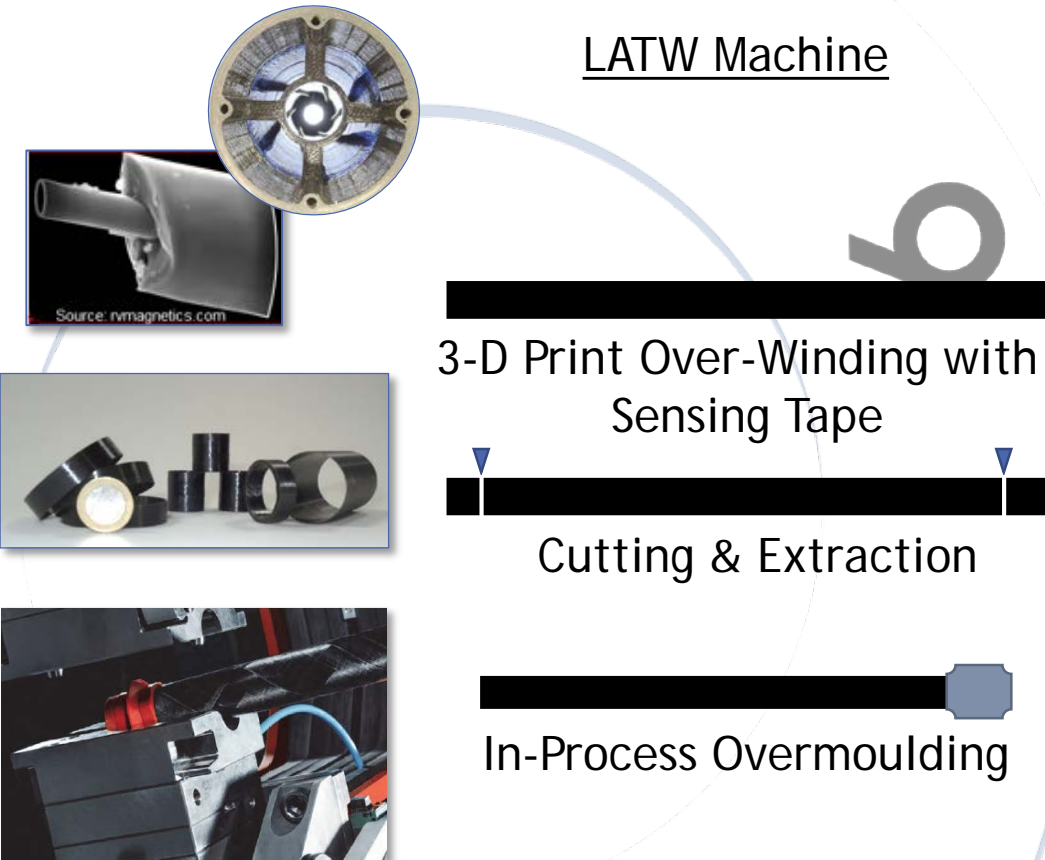 LATW Machine
Source: rvmagnetics.com
3-D Print Over-Winding with
Sensing Tape
Cutting & Extraction
In-Process Overmoulding